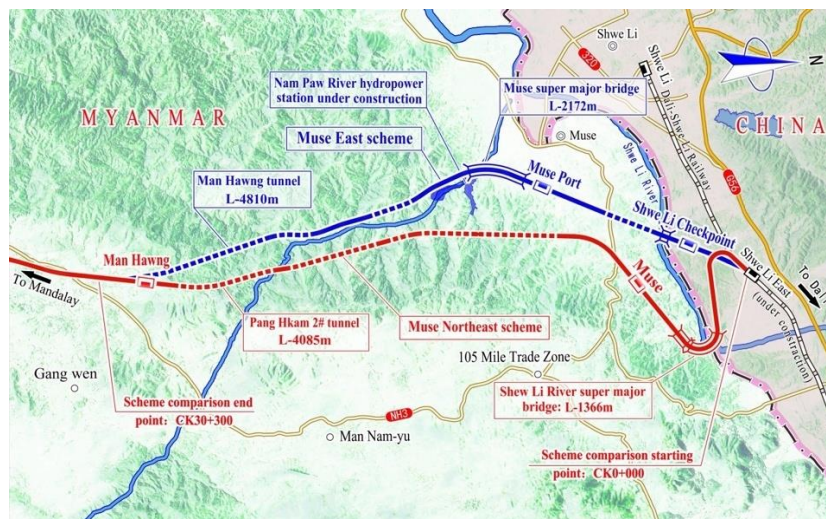 Shwe Li
320
N
Nam Paw River hydropower
station under construction
Muse super major bridge
L-2172m
MYANMAR
CHINA
Muse
Shwe Li
Dali-Shwe Li Railway
G56
Muse East scheme
Man Hawng tunnel
L-4810m
Muse Port
Shwe Li River
Shwe Li Checkpoint
Man Hawng
To Mandalay
Muse
Shwe Li East
(under constraction)
To Dali
Pang Hkam 2# tunnel
L-4085m
Muse Northeast scheme
105 Mile Trade Zone
Gang wen
Scheme comparison end
point: CK30+300
NH3
Shew Li River super major
bridge: L-1366m
Man Nam-yu
Scheme comparison starting
point: CK0+000